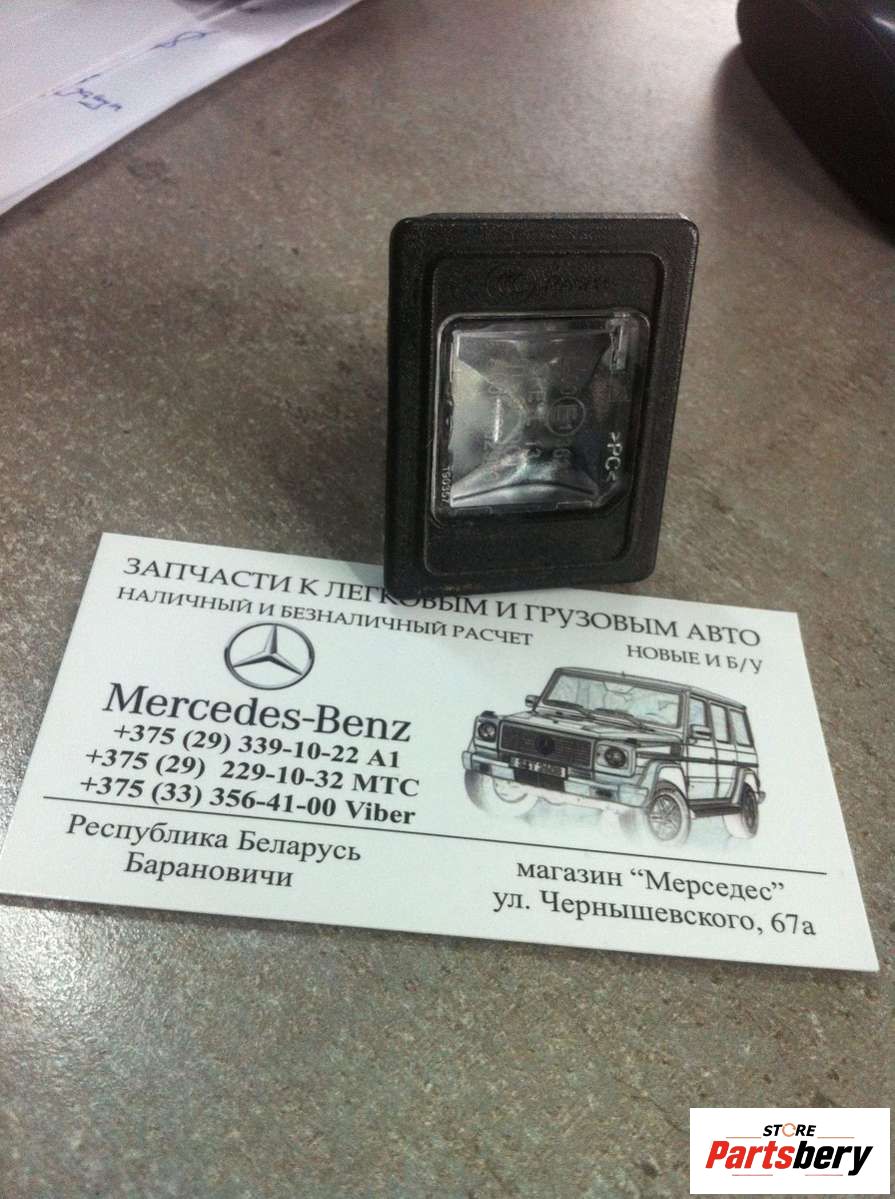 >PC<
ЗАПЧАСТИ К ЛЕГКОВЫМ И ГРУЗОВЫМ АВТО
НАЛИЧНЫЙ И БЕЗНАЛИЧНЫЙ РАСЧЕТ
НОВЫЕ И Б/У
Mercedes-Benz
+375 (29) 339-10-22 A1
+375 (29) 229-10-32 МТС
+375 (33) 356-41-00 Viber
Республика Беларусь
Барановичи
магазин “Мерседес”
ул. Чернышевского, 67а
STORE
Partsbery